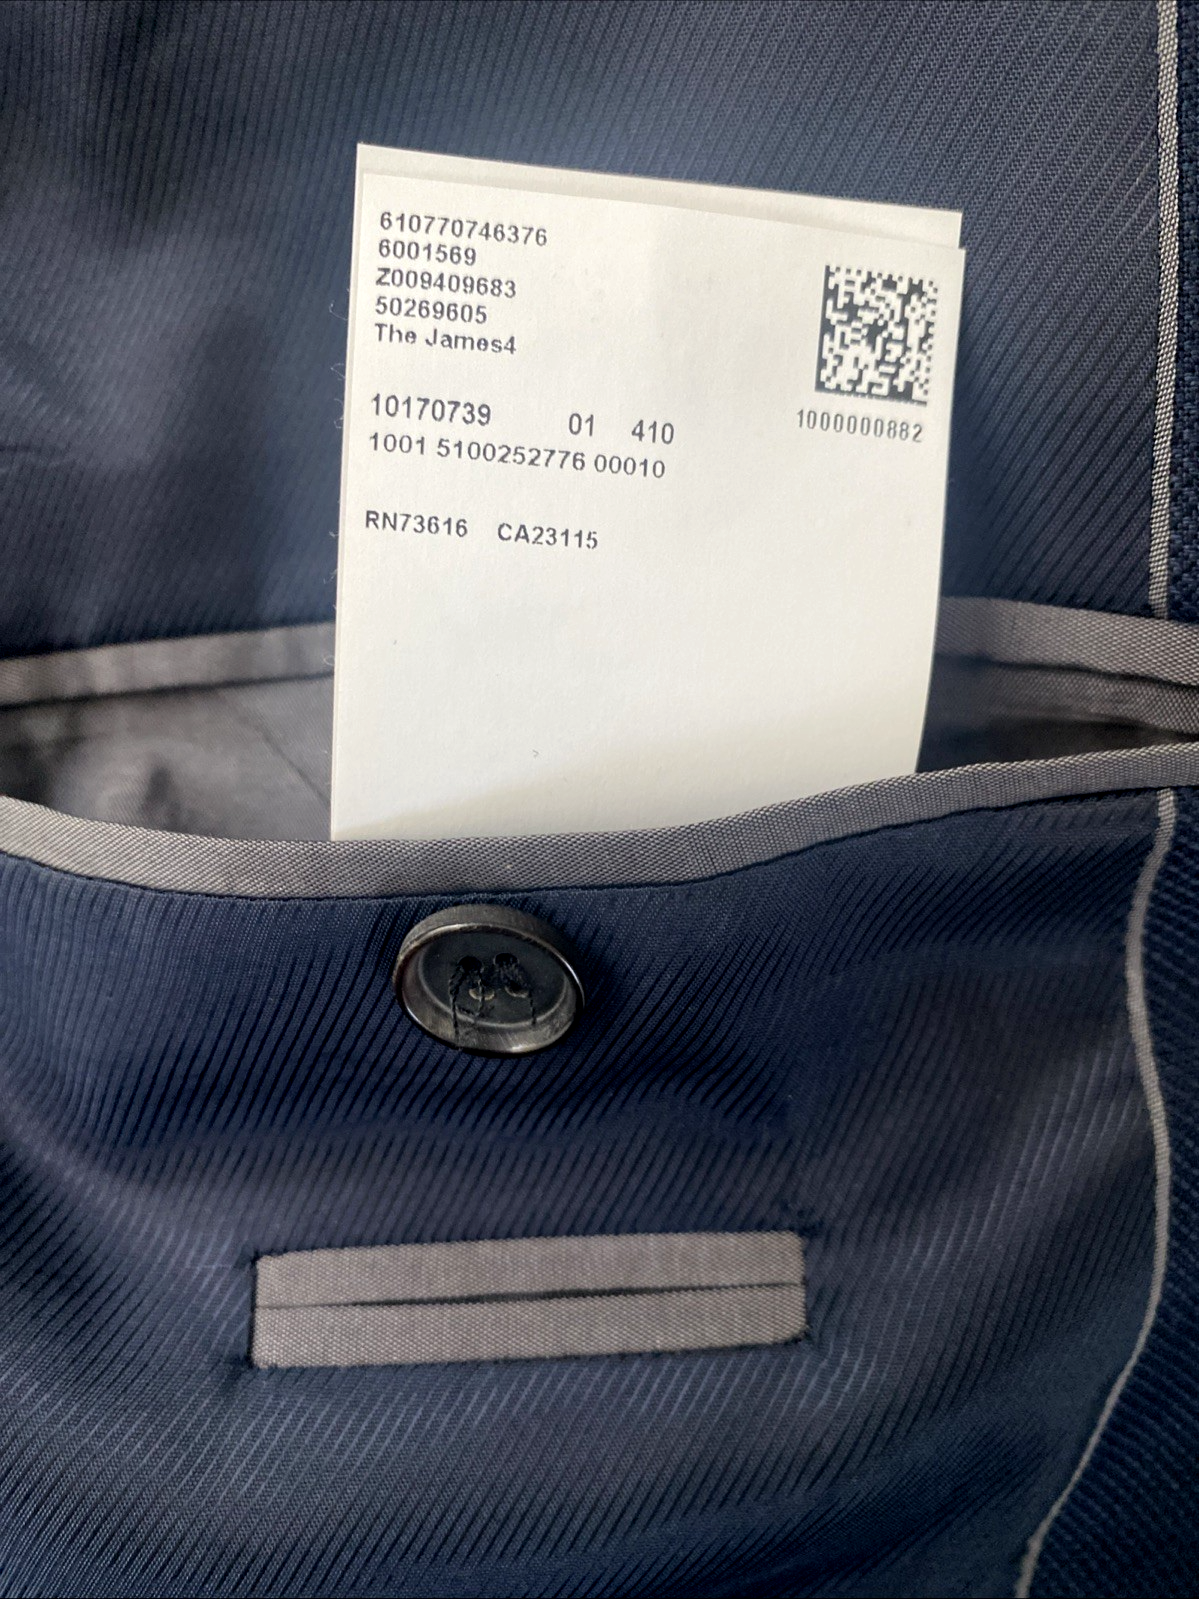 610770746376
6001569
Z009409683
50269605
The James4
10170739 01 410
1000000882
1001 5100252776 00010
RN73616 CA23115